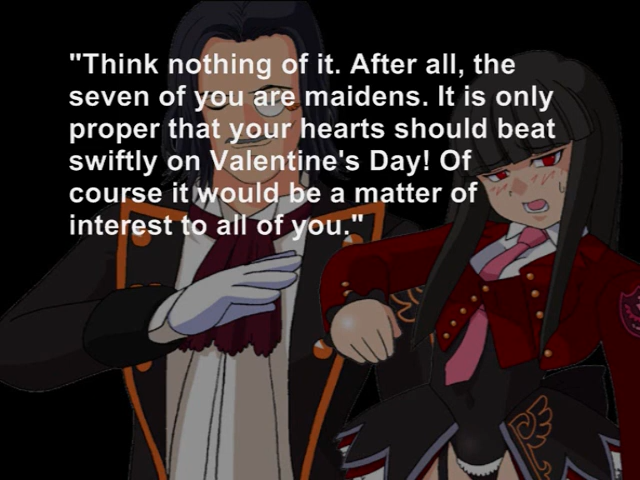 "Think nothing of it. After all, the
seven of you are maidens. It is only
proper that your hearts should beat
swiftly on Valentine's Day! Of
course it would be a matter of
interest to all of you."